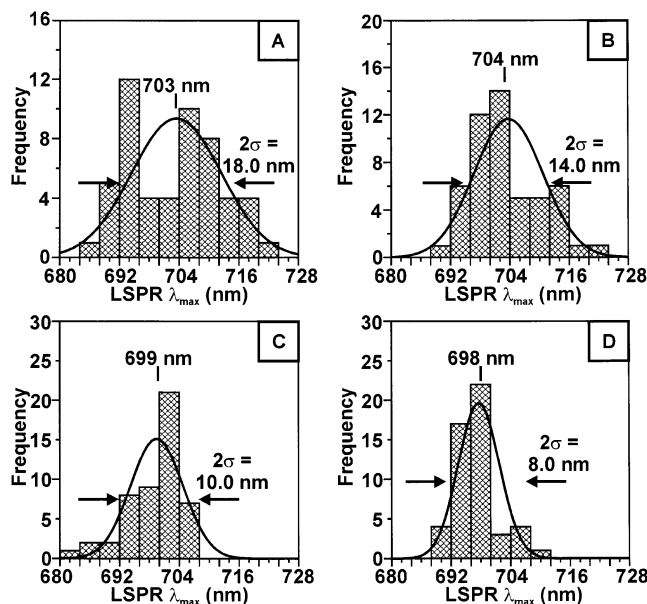 A
16
12
8
4
0
Frequency
703 nm
2σ =
18.0 nm
680 692 704 716 728
LSPR λmax (nm)
B
20
16
12
8
4
0
Frequency
704 nm
2σ =
14.0 nm
680 692 704 716 728
LSPR λmax (nm)
C
30
25
20
15
10
5
0
Frequency
699 nm
2σ =
10.0 nm
680 692 704 716 728
LSPR λmax (nm)
D
30
25
20
15
10
5
0
Frequency
698 nm
2σ =
8.0 nm
680 692 704 716 728
LSPR λmax (nm)